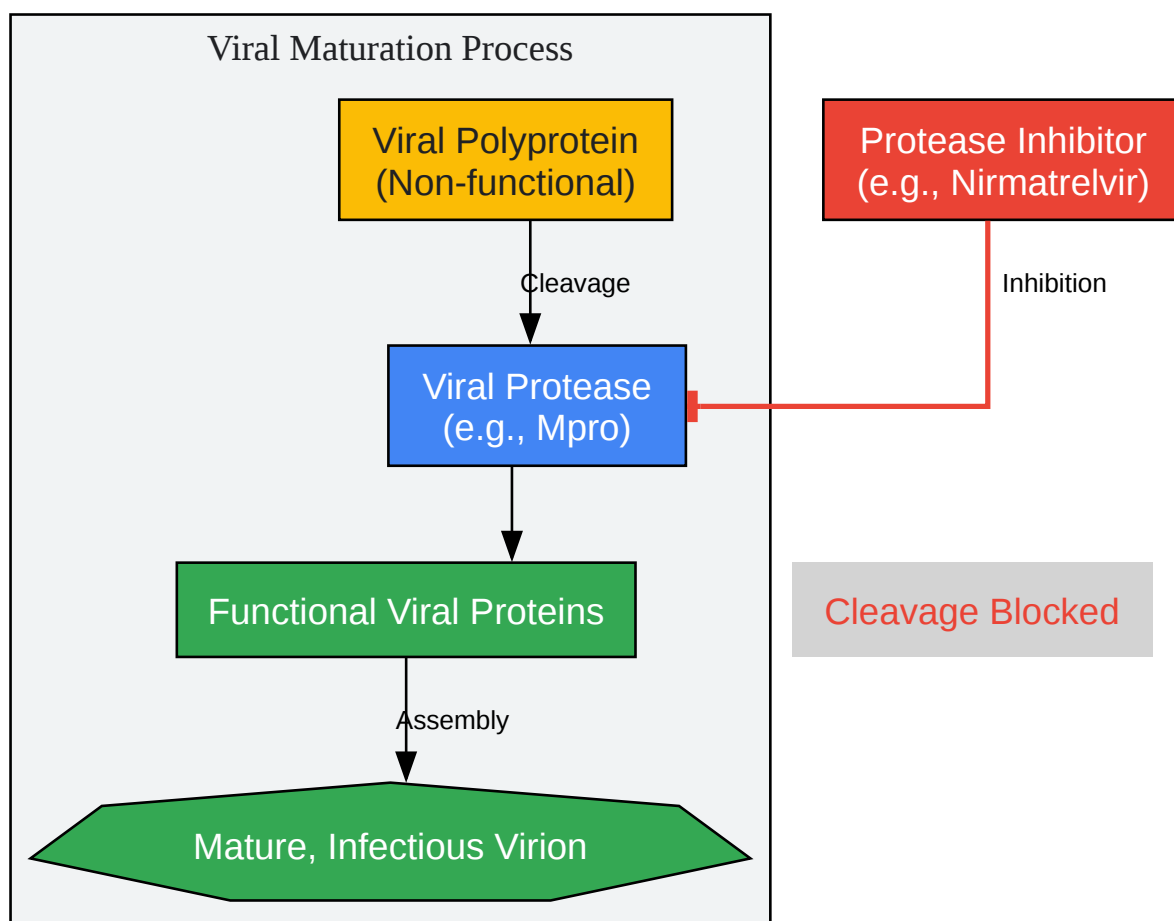 Viral Maturation Process
Viral Polyprotein
(Non-functional)
Protease Inhibitor
(e.g., Nirmatrelvir)
Cleavage
Inhibition
Viral Protease
(e.g., Mpro)
Functional Viral Proteins
Cleavage Blocked
Assembly
Mature, Infectious Virion